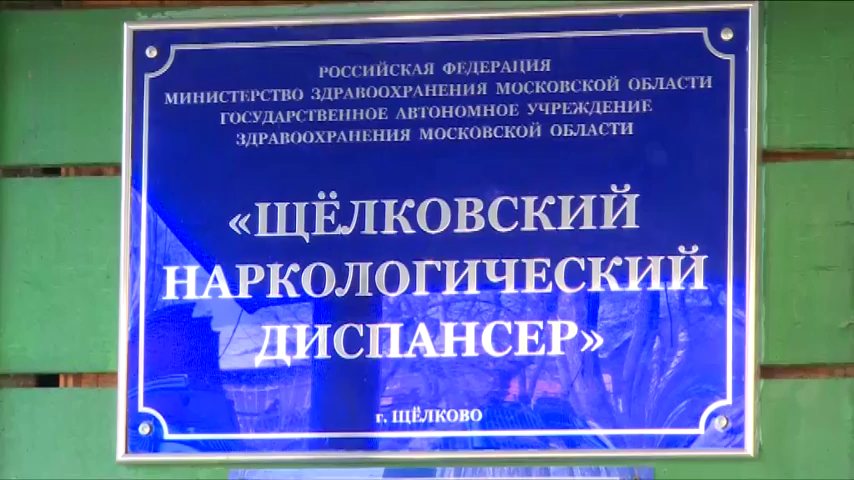 РОССИЙСКАЯ ФЕДЕРАЦИЯ
МИНИСТЕРСТВО ЗДРАВООХРАНЕНИЯ МОСКОВСКОЙ ОБЛАСТИ
ГОСУДАРСТВЕННОЕ АВТОНОМНОЕ УЧРЕЖДЕНИЕ
ЗДРАВООХРАНЕНИЯ МОСКОВСКОЙ ОБЛАСТИ
«ЩЁЛКОВСКИЙ
НАРКОЛОГИЧЕСКИЙ
ДИСПАНСЕР»
г. ЩЁЛКОВО